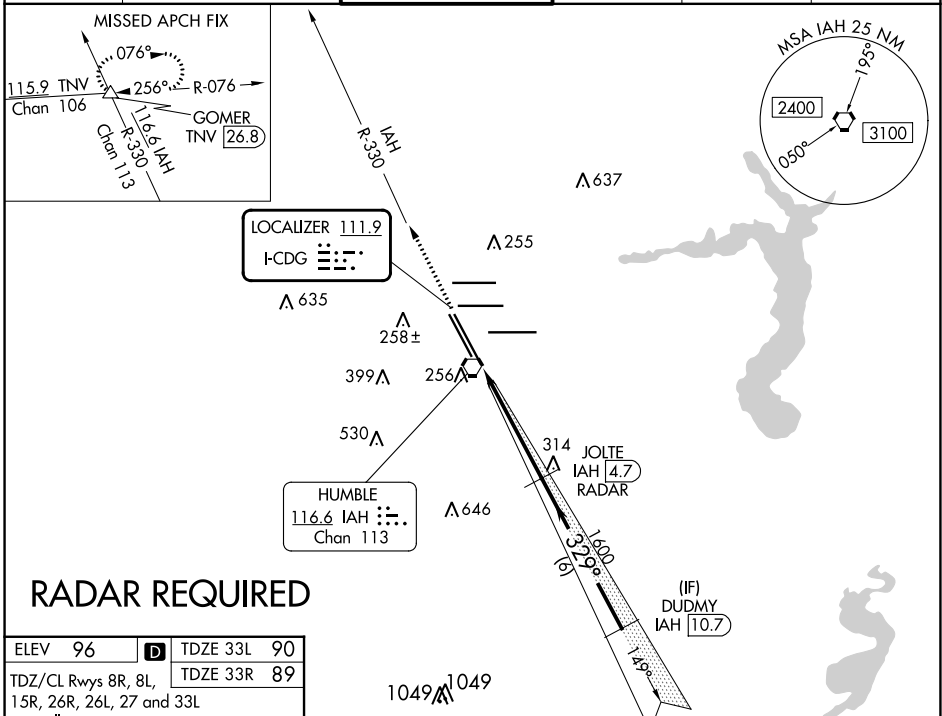 MISSED APCH FIX
076°
115.9 TNV
Chan 106
256°
R-076
GOMER
TNV 26.8
116.6 IAH
R-330
Chan 113
IAH
R-330
MSA IAH 25 NM
195°
2400
3100
050°
637
LOCALIZER 111.9
I-CDG
255
635
258±
399
256
530
314
JOLTE
IAH 4.7
RADAR
HUMBLE
116.6 IAH
Chan 113
646
1600
329°
(6)
(IF)
DUDMY
IAH 10.7
149°
RADAR REQUIRED
ELEV 96
D
TDZE 33L 90
TDZE 33R 89
TDZ/CL Rwys 8R, 8L,
15R, 26R, 26L, 27 and 33L
1049
1049